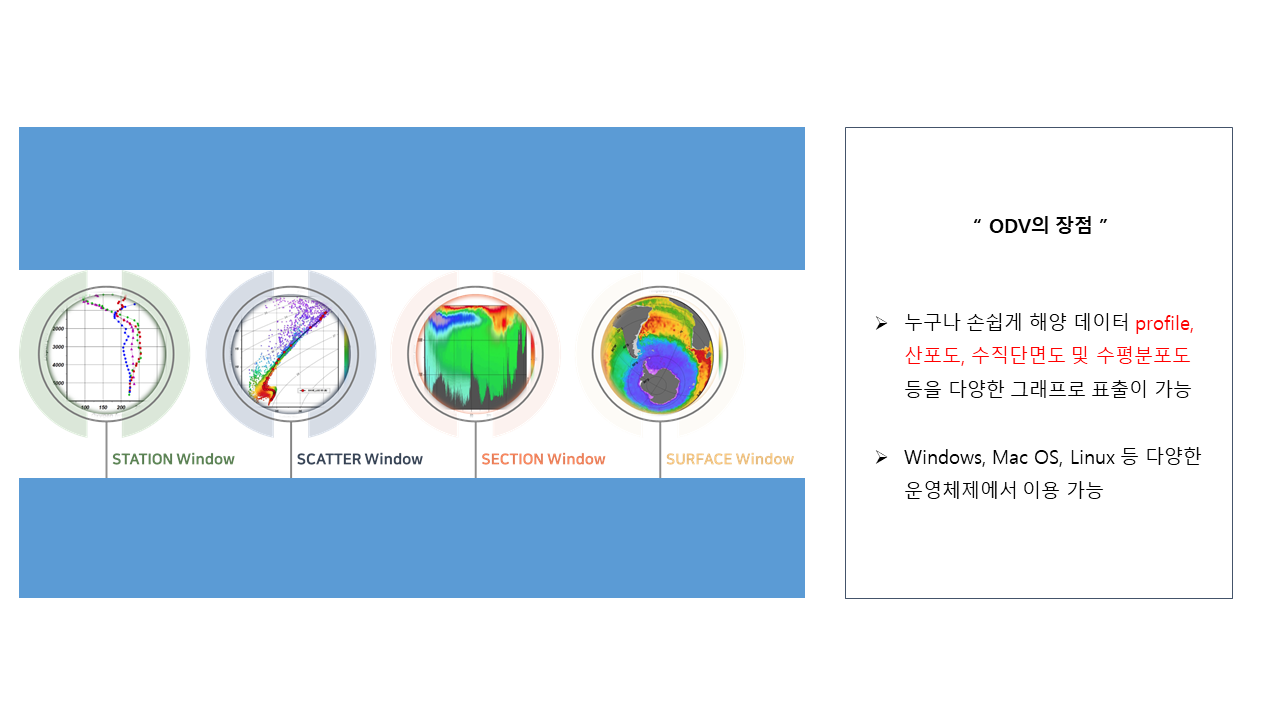 STATION Window
SCATTER Window
SECTION Window
SURFACE Window
“ ODV의 장점 ”
➢ 누구나 손쉽게 해양 데이터 profile,
산포도, 수직단면도 및 수평분포도
등을 다양한 그래프로 표출이 가능
➢ Windows, Mac OS, Linux 등 다양한
운영체제에서 이용 가능
3000
4000
100 150 200